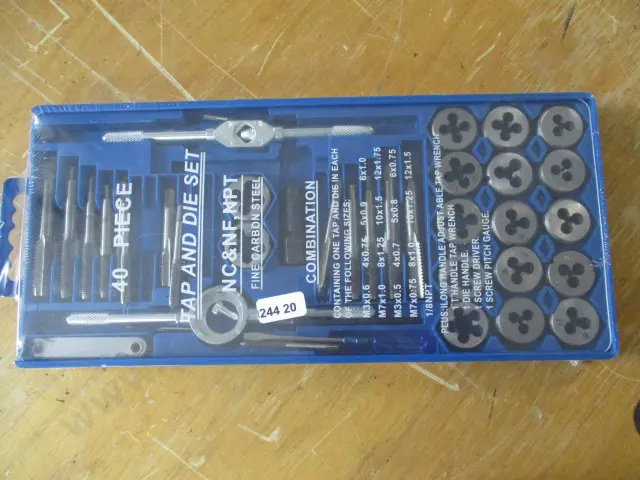 40 PIECE
TAP AND DIE SET
NC&NF.NPT
FINE CARBON STEEL
COMBINATION
CONTAINING ONE TAP AND DIE IN EACH
OF THE FOLLOWING SIZES:
M3x0.6 4x0.75 5x0.9 6x1.0
M7x1.0 8x1.25 10x1.5 12x1.75
M3x0.5 4x0.7 5x0.8 6x0.75
M7x0.75 8x1. 10x1.25 12x1.5
1/8NPT
PLUS:1LONG HANDLE ADJUSTABLE TAP WRENCH
1T HANDLE TAP WRENCH
1 DIE HANDLE.
1 SCREW DRIVER.
1 SCREW PITCH GAUGE.
244 20